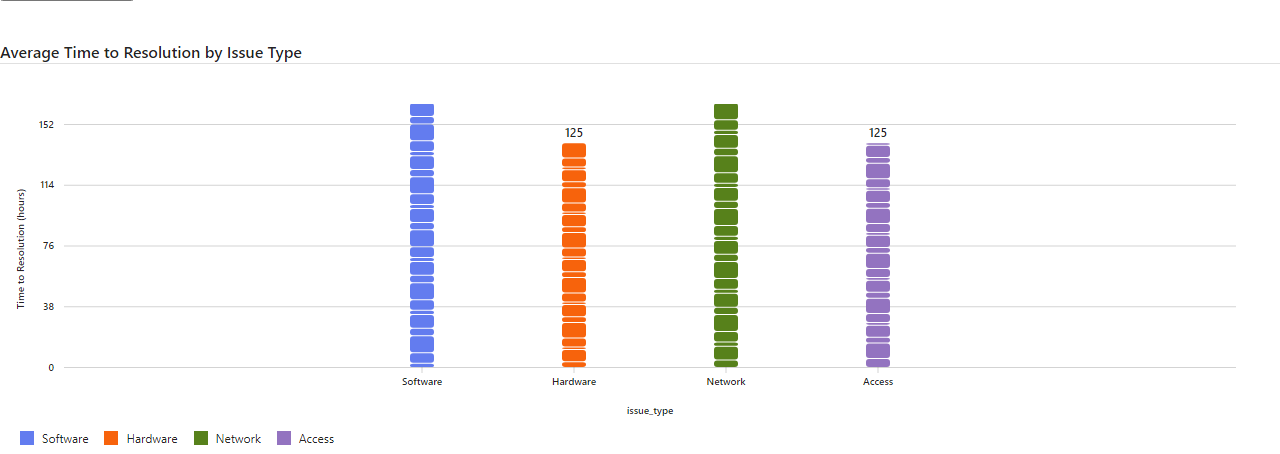 Average Time to Resolution by Issue Type
152
125
125
114
76
38
0
Time to Resolution (hours)
Software Hardware Network Access
issue_type
Software Hardware Network Access